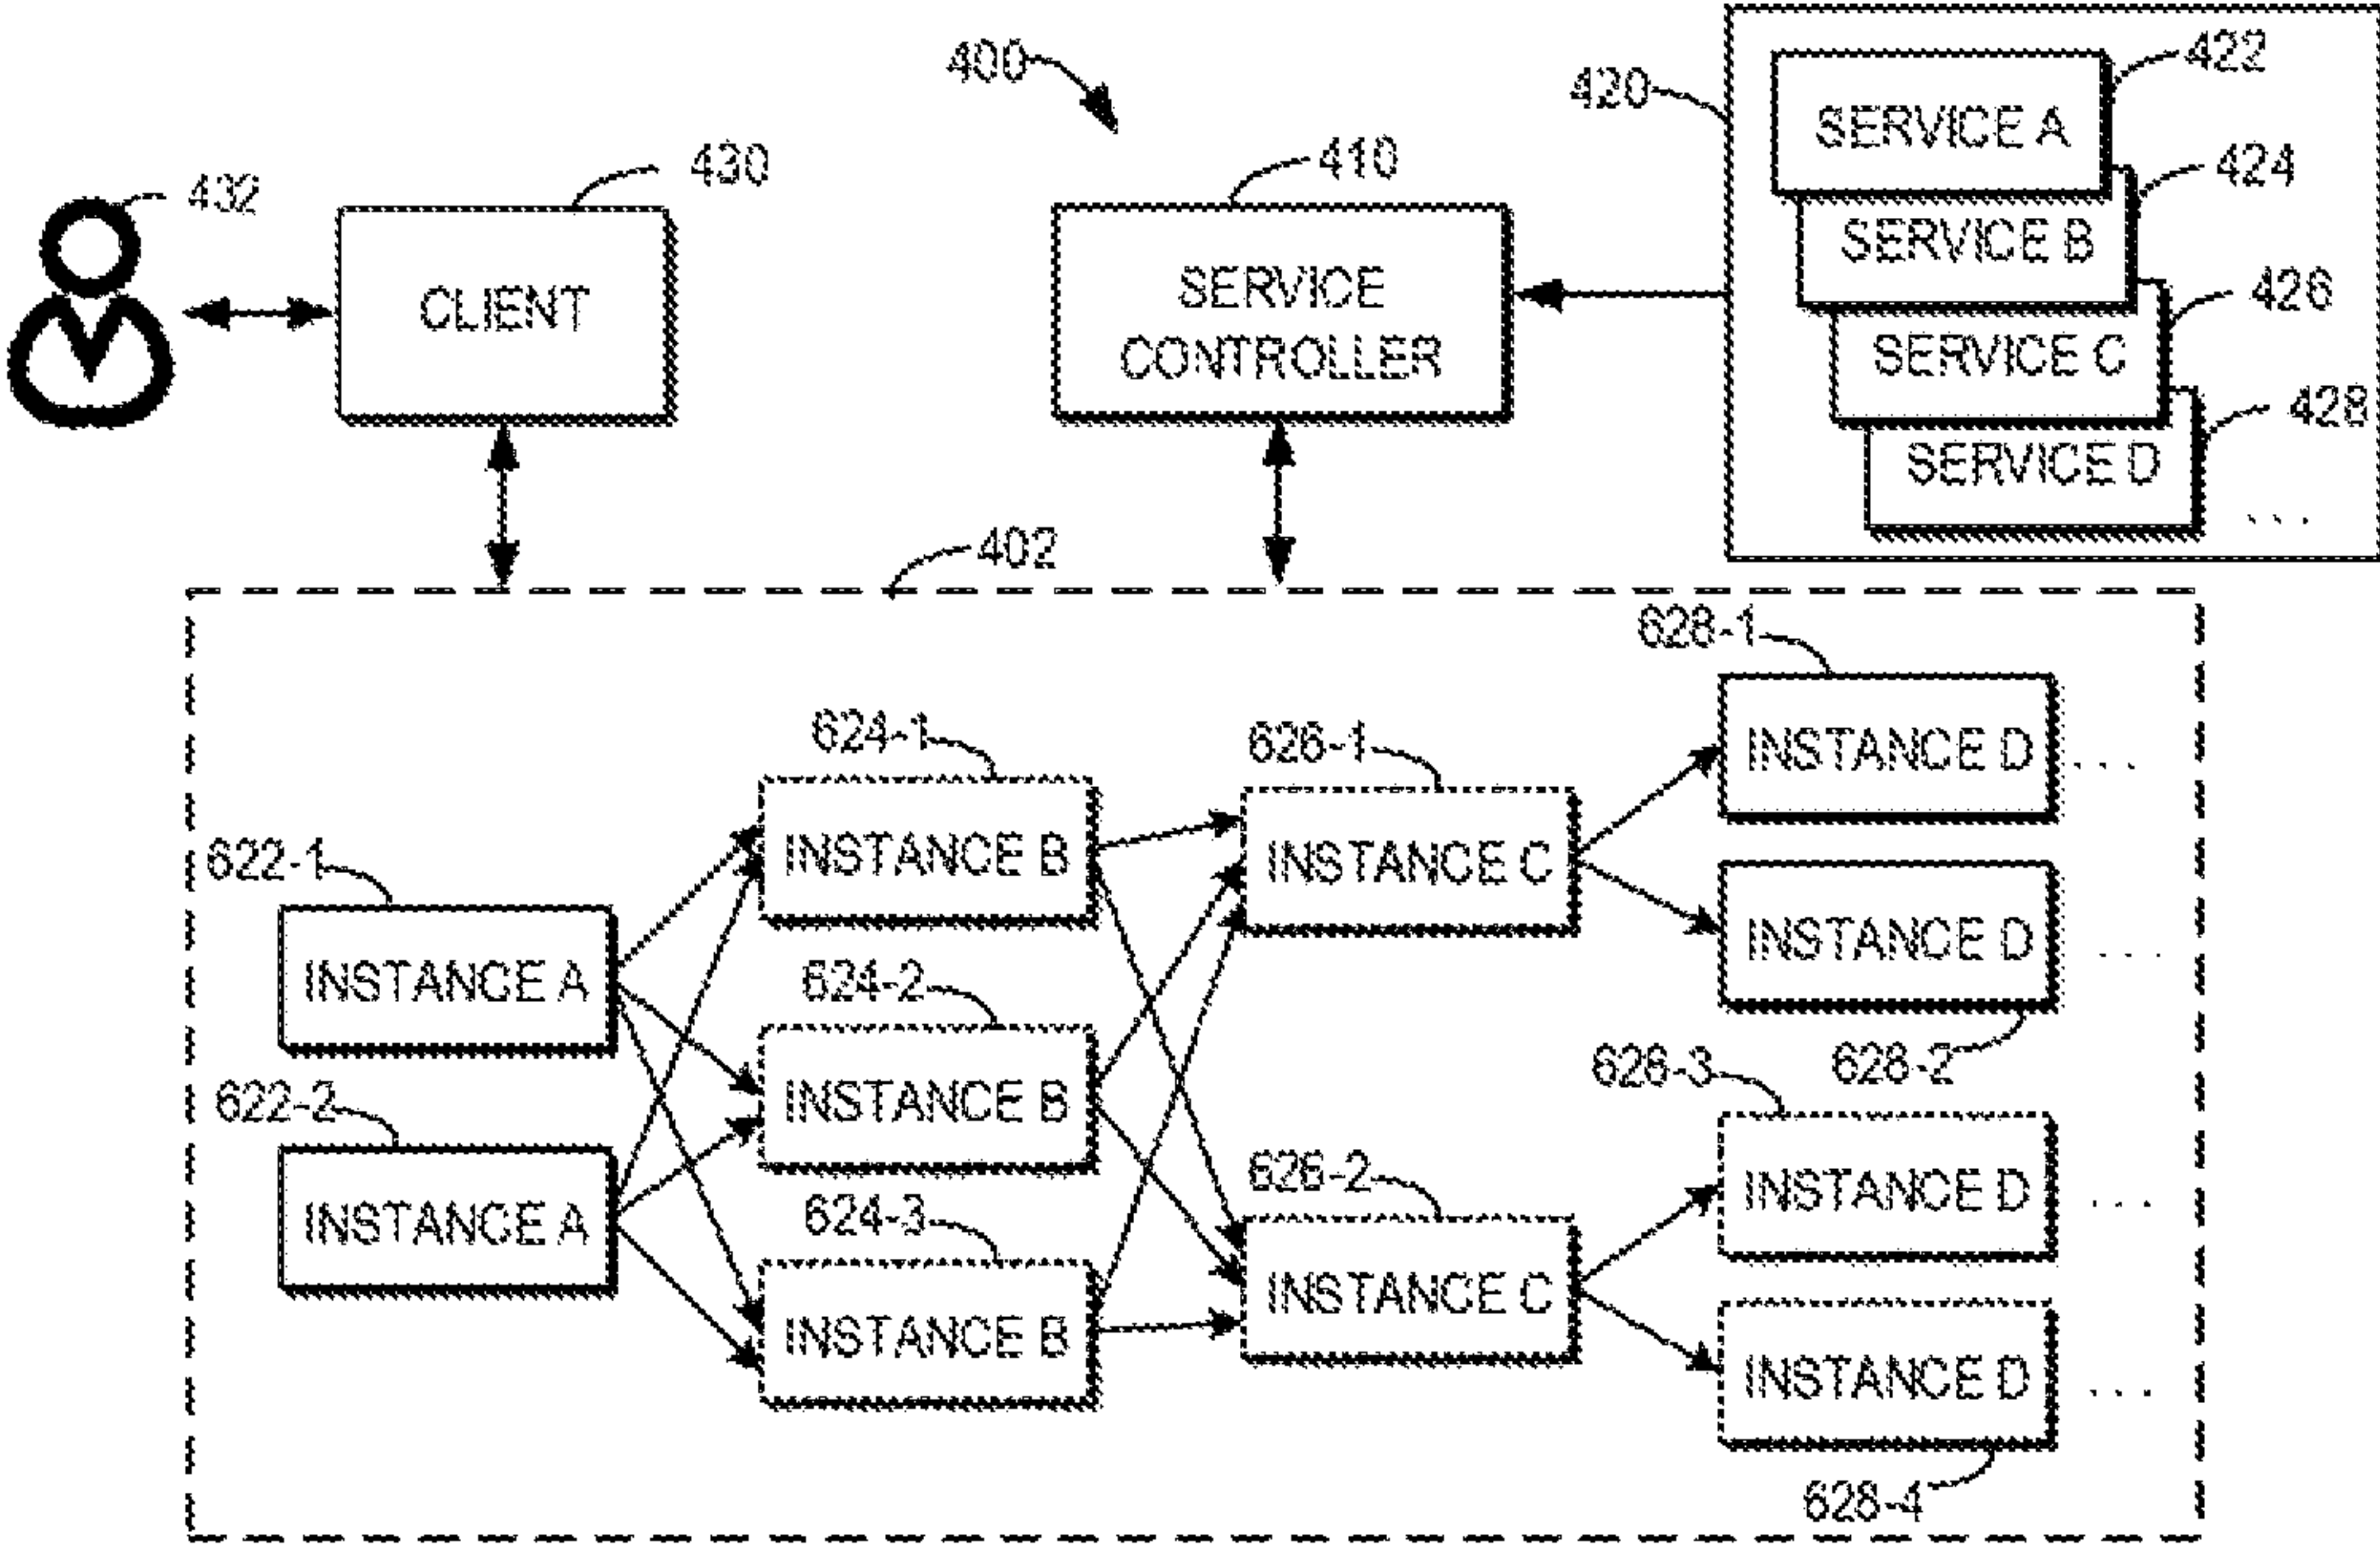 400
420
422
SERVICE A
424
SERVICE B
426
SERVICE C
428
SERVICE D
...
432
430
CLIENT
410
SERVICE
CONTROLLER
402
628-1
INSTANCE D ...
624-1
INSTANCE B
626-1
INSTANCE C
622-1
INSTANCE A
INSTANCE D ...
628-2
624-2
INSTANCE B
626-3
INSTANCE D ...
622-2
INSTANCE A
624-3
INSTANCE B
626-2
INSTANCE C
INSTANCE D ...
628-4